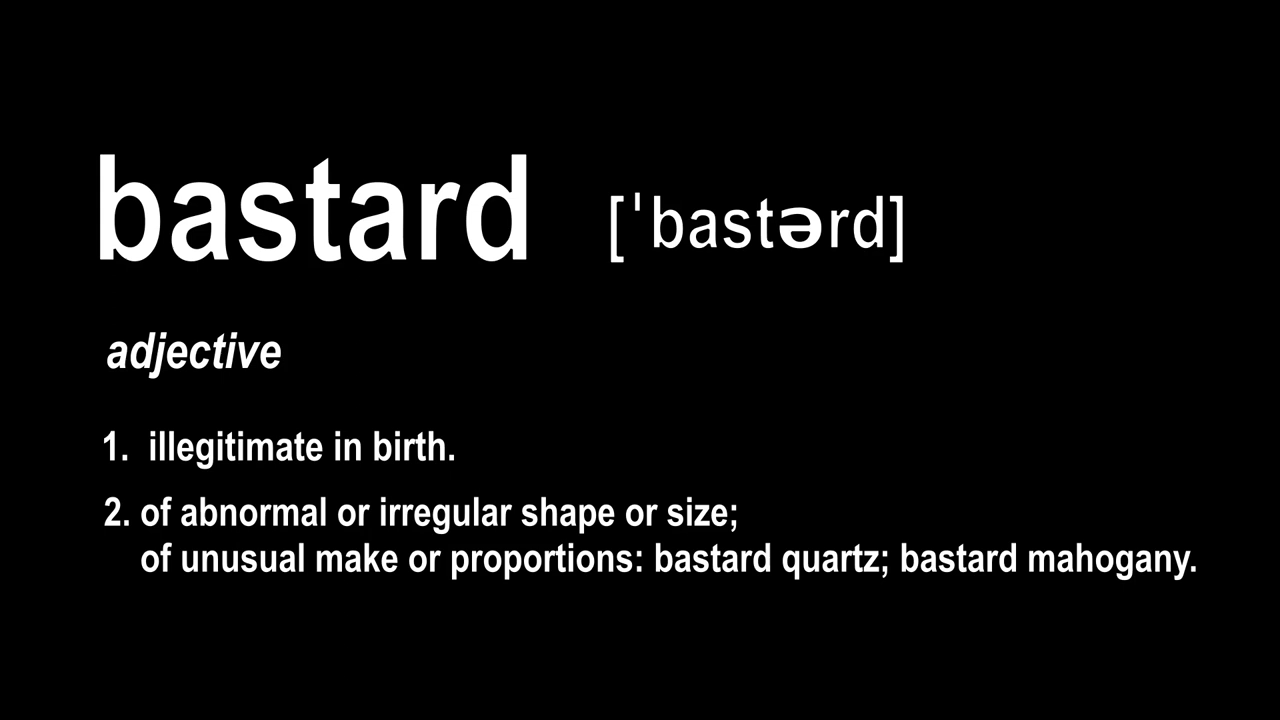 bastard [ˈbastərd]
adjective
1. illegitimate in birth.
2. of abnormal or irregular shape or size;
of unusual make or proportions: bastard quartz; bastard mahogany.